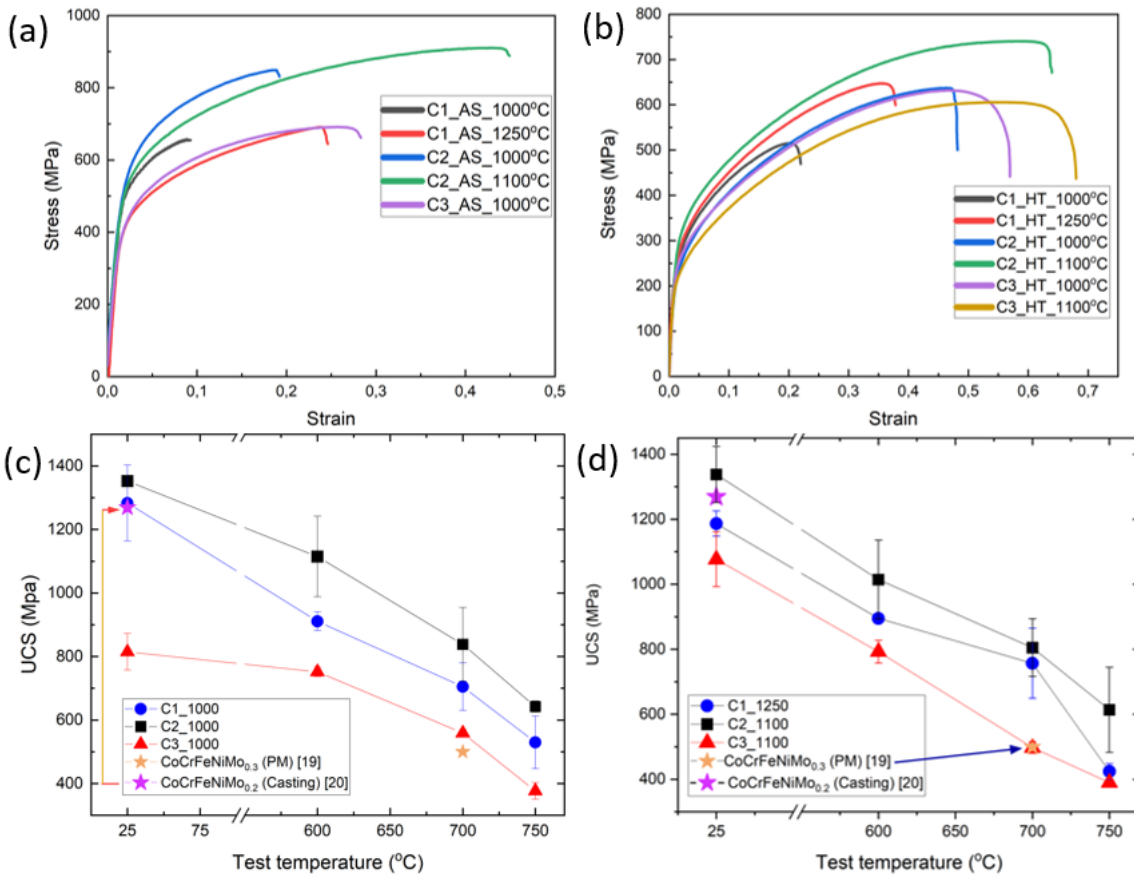 (a)
1000
800
600
400
200
0
Stress (MPa)
0,0
0,1
0,2
0,3
0,4
0,5
Strain
C1_AS_1000°C
C1_AS_1250°C
C2_AS_1000°C
C2_AS_1100°C
C3_AS_1000°C
(b)
800
700
600
500
400
300
200
100
0
Stress (MPa)
0,0
0,1
0,2
0,3
0,4
0,5
0,6
0,7
Strain
C1_HT_1000°C
C1_HT_1250°C
C2_HT_1000°C
C2_HT_1100°C
C3_HT_1000°C
C3_HT_1100°C
(c)
1400
1200
1000
800
600
400
UCS (Mpa)
25
75
600
650
700
750
Test temperature (°C)
C1_1000
C2_1000
C3_1000
CoCrFeNiMo0.3 (PM) [19]
CoCrFeNiMo0.2 (Casting) [20]
(d)
1400
1200
1000
800
600
400
UCS (MPa)
25
600
650
700
750
Test temperature (°C)
C1_1250
C2_1100
C3_1100
CoCrFeNiMo0.3 (PM) [19]
CoCrFeNiMo0.2 (Casting) [20]